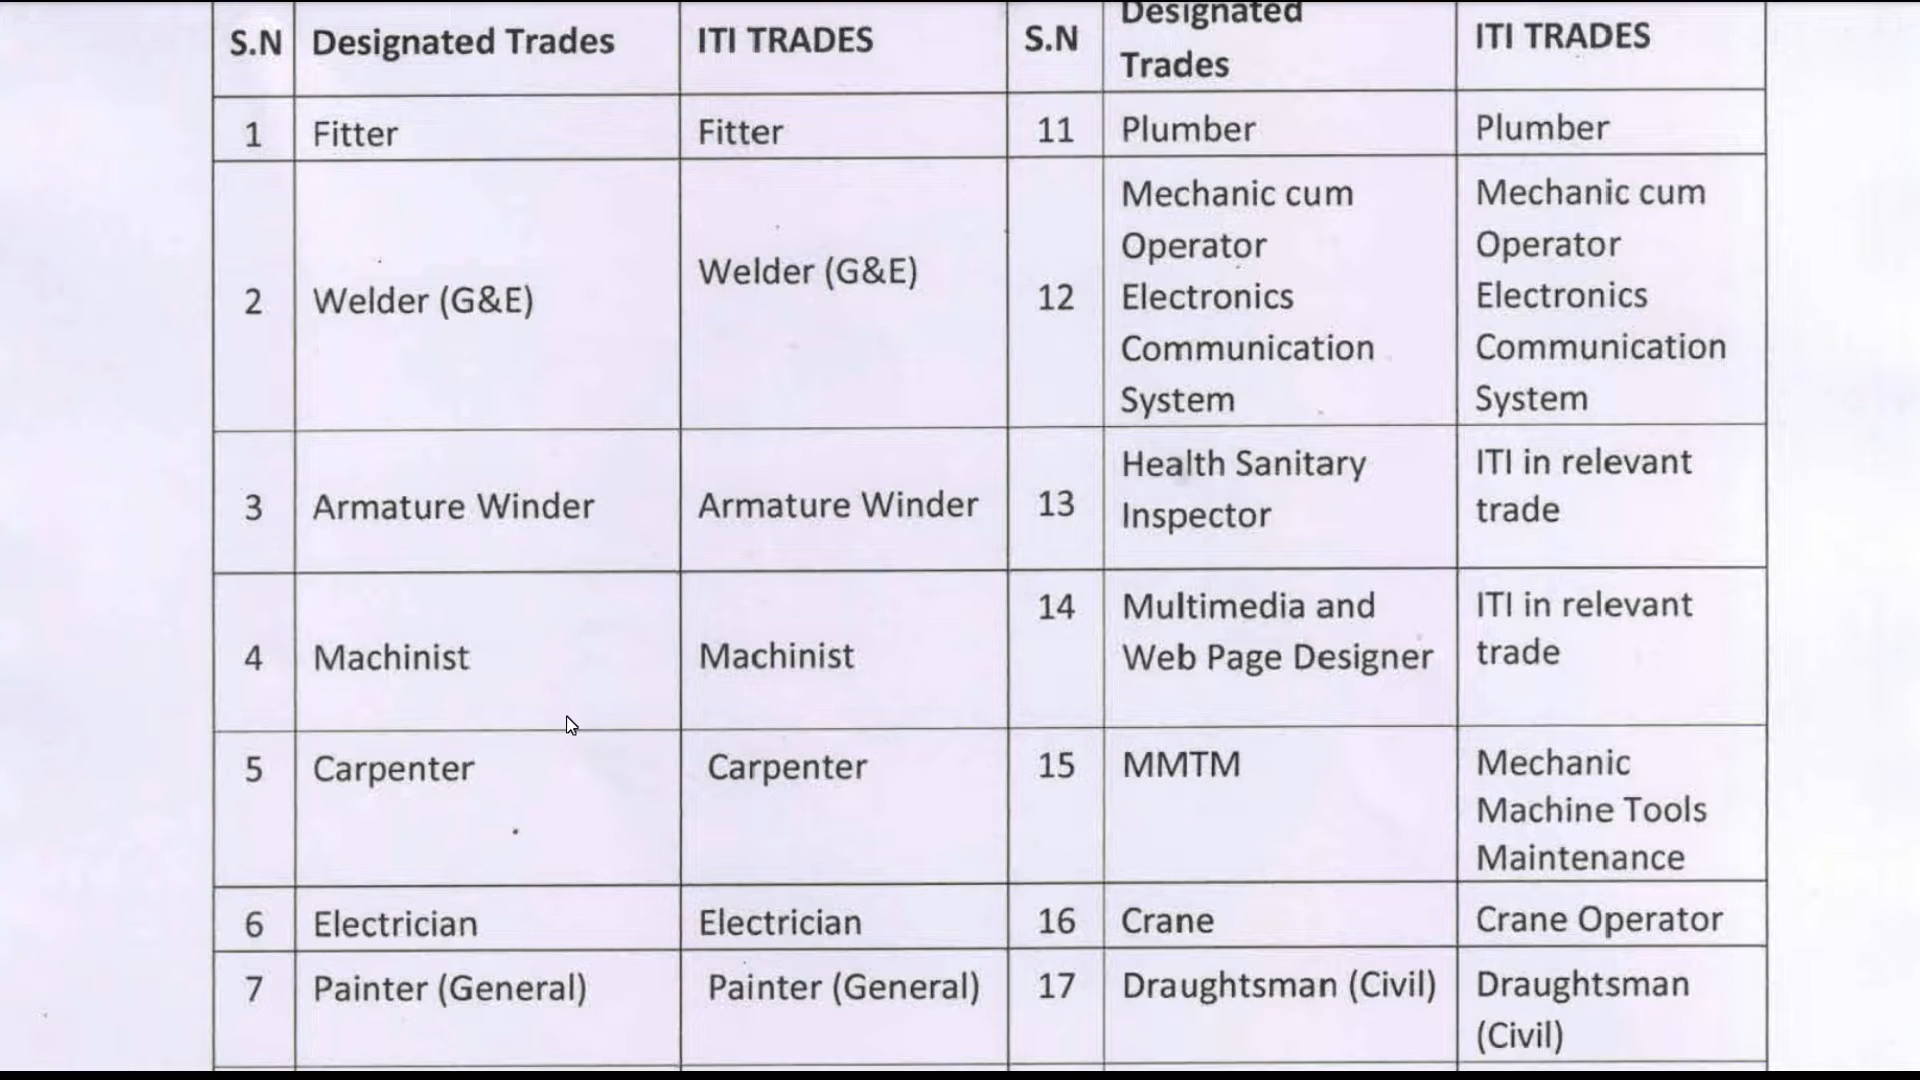 S.N Designated Trades ITI TRADES S.N Designated Trades ITI TRADES
1 Fitter Fitter 11 Plumber Plumber
2 Welder (G&E) Welder (G&E) 12 Mechanic cum Operator Electronics Communication System Mechanic cum Operator Electronics Communication System
3 Armature Winder Armature Winder 13 Health Sanitary Inspector ITI in relevant trade
4 Machinist Machinist 14 Multimedia and Web Page Designer ITI in relevant trade
5 Carpenter Carpenter 15 MMTM Mechanic Machine Tools Maintenance
6 Electrician Electrician 16 Crane Crane Operator
7 Painter (General) Painter (General) 17 Draughtsman (Civil) Draughtsman (Civil)